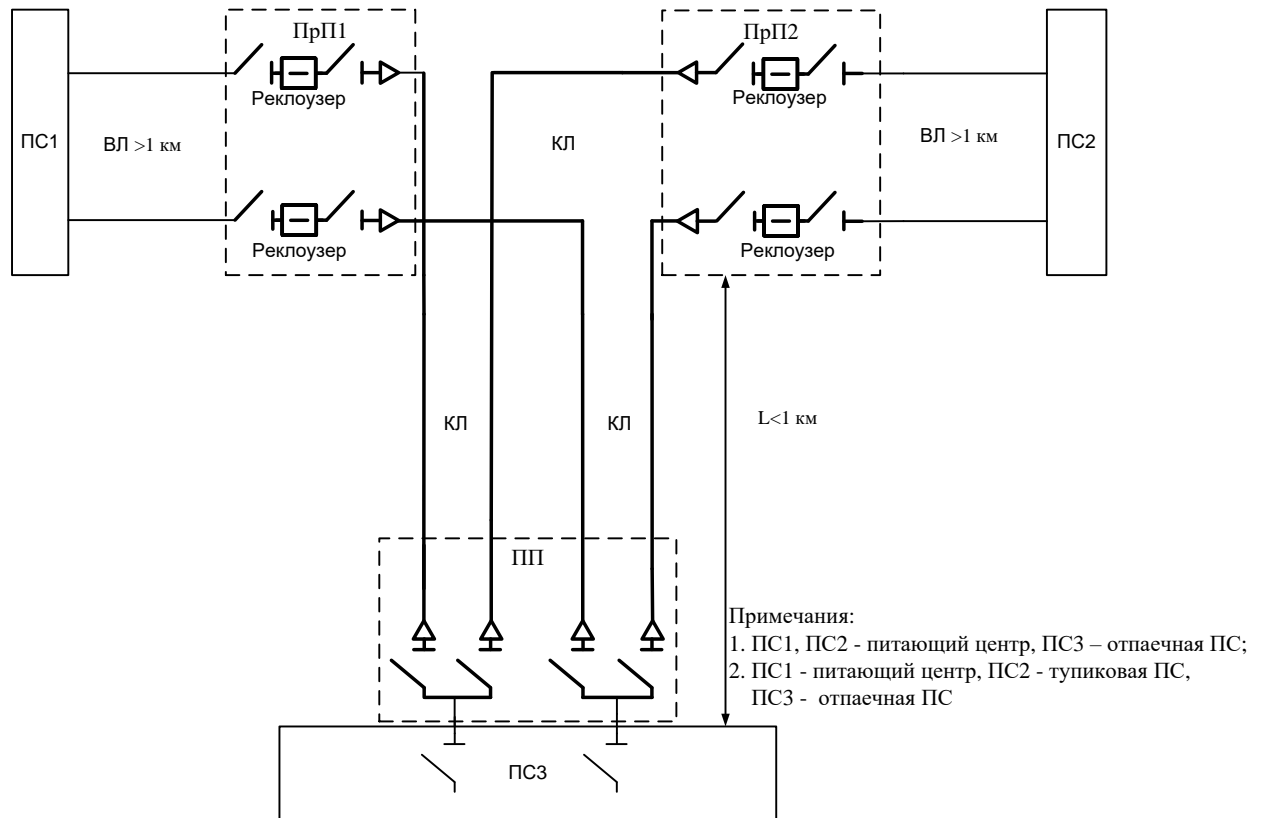 ПрП1
ПрП2
Реклоузер
Реклоузер
ПС1
ВЛ >1 км
КЛ
ВЛ >1 км
ПС2
Реклоузер
Реклоузер
КЛ
КЛ
L<1 км
ПП
Примечания:
1. ПС1, ПС2 - питающий центр, ПС3 – отпаечная ПС;
2. ПС1 - питающий центр, ПС2 - тупиковая ПС,
ПС3 - отпаечная ПС
ПС3